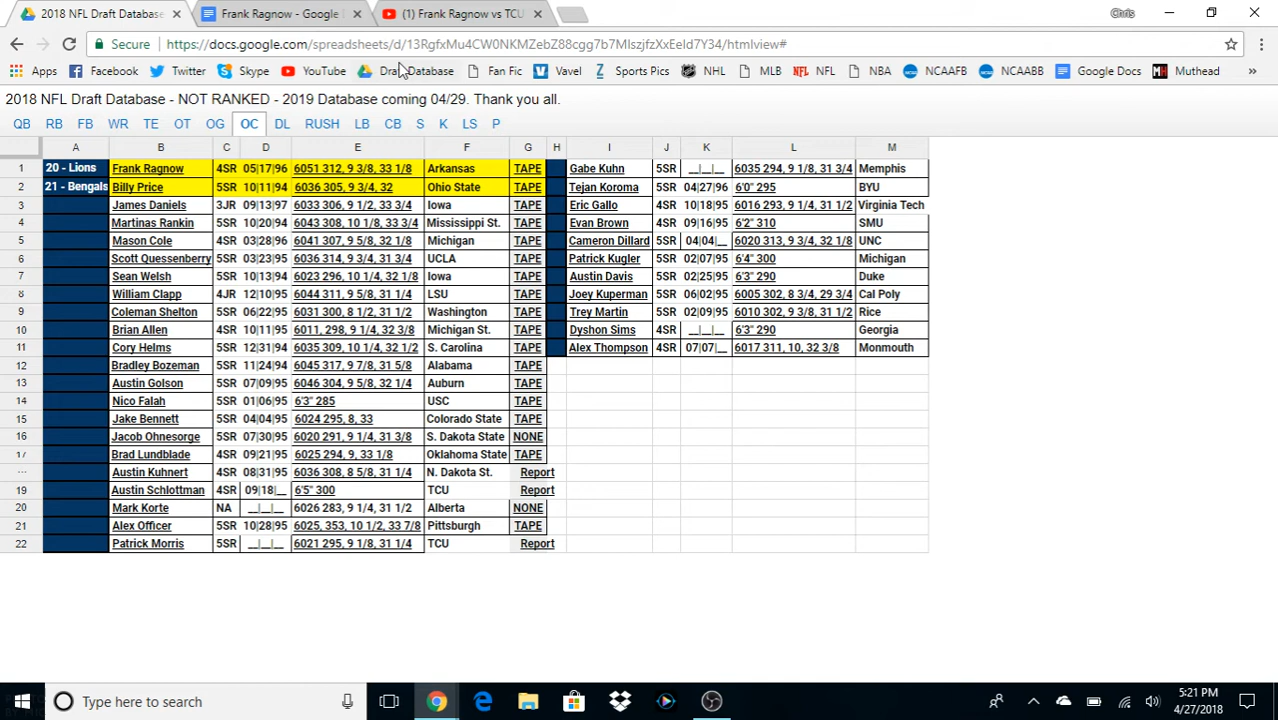 2018 NFL Draft Database
Frank Ragnow - Google
(1) Frank Ragnow vs TCU
Chris
Secure https://docs.google.com/spreadsheets/d/13RgfxMu4CW0NKMZebZ88cgg7b7MIszjfzXxEeId7Y34/htmlview#
Apps Facebook Twitter Skype YouTube Draft Database Fan Fic Vavel Sports Pics NHL MLB NFL NBA NCAAFB NCAABB Google Docs Muthead »
2018 NFL Draft Database - NOT RANKED - 2019 Database coming 04/29. Thank you all.
QB RB FB WR TE OT OG OC DL RUSH LB CB S K LS P
A B C D E F G H I J K L M
1 20 - Lions Frank Ragnow 4SR 05|17|96 6051 312, 9 3/8, 33 1/8 Arkansas TAPE Gabe Kuhn 5SR __|__|__ 6035 294, 9 1/8, 31 3/4 Memphis
2 21 - Bengals Billy Price 5SR 10|11|94 6036 305, 9 3/4, 32 Ohio State TAPE Tejan Koroma 5SR 04|27|96 6'0" 295 BYU
3 James Daniels 3JR 09|13|97 6033 306, 9 1/2, 33 3/4 Iowa TAPE Eric Gallo 4SR 10|18|95 6016 293, 9 1/4, 31 1/2 Virginia Tech
4 Martinas Rankin 5SR 10|20|94 6043 308, 10 1/8, 33 3/4 Mississippi St. TAPE Evan Brown 4SR 09|16|95 6'2" 310 SMU
5 Mason Cole 4SR 03|28|96 6041 307, 9 5/8, 32 1/8 Michigan TAPE Cameron Dillard 5SR 04|04|__ 6020 313, 9 3/4, 32 1/8 UNC
6 Scott Quessenberry 5SR 03|23|95 6036 314, 9 3/4, 31 3/4 UCLA TAPE Patrick Kugler 5SR 02|07|95 6'4" 300 Michigan
7 Sean Welsh 5SR 10|13|94 6023 296, 10 1/4, 32 1/8 Iowa TAPE Austin Davis 5SR 02|25|95 6'3" 290 Duke
8 William Clapp 4JR 12|10|95 6044 311, 9 5/8, 31 1/4 LSU TAPE Joey Kuperman 5SR 06|02|95 6005 302, 8 3/4, 29 3/4 Cal Poly
9 Coleman Shelton 5SR 06|22|95 6031 300, 8 1/2, 31 1/2 Washington TAPE Trey Martin 5SR 02|09|95 6010 302, 9 3/8, 31 1/2 Rice
10 Brian Allen 4SR 10|11|95 6011, 298, 9 1/4, 32 3/8 Michigan St. TAPE Dyshon Sims 4SR __|__|__ 6'3" 290 Georgia
11 Cory Helms 5SR 12|31|94 6035 309, 10 1/4, 32 1/2 S. Carolina TAPE Alex Thompson 4SR 07|07|__ 6017 311, 10, 32 3/8 Monmouth
12 Bradley Bozeman 5SR 11|24|94 6045 317, 9 7/8, 31 5/8 Alabama TAPE
13 Austin Golson 5SR 07|09|95 6046 304, 9 5/8, 32 1/4 Auburn TAPE
14 Nico Falah 5SR 01|06|95 6'3" 285 USC TAPE
15 Jake Bennett 5SR 04|04|95 6024 295, 8, 33 Colorado State TAPE
16 Jacob Ohnesorge 5SR 07|30|95 6020 291, 9 1/4, 31 3/8 S. Dakota State NONE
17 Brad Lundblade 4SR 09|21|95 6025 294, 9, 33 1/8 Oklahoma State TAPE
... Austin Kuhnert 4SR 08|31|95 6036 308, 8 5/8, 31 1/4 N. Dakota St. Report
19 Austin Schlottman 4SR 09|18|__ 6'5" 300 TCU Report
20 Mark Korte NA __|__|__ 6026 283, 9 1/4, 31 1/2 Alberta NONE
21 Alex Officer 5SR 10|28|95 6025, 353, 10 1/2, 33 7/8 Pittsburgh TAPE
22 Patrick Morris 5SR __|__|__ 6021 295, 9 1/8, 31 1/4 TCU Report
Type here to search
5:21 PM
4/27/2018